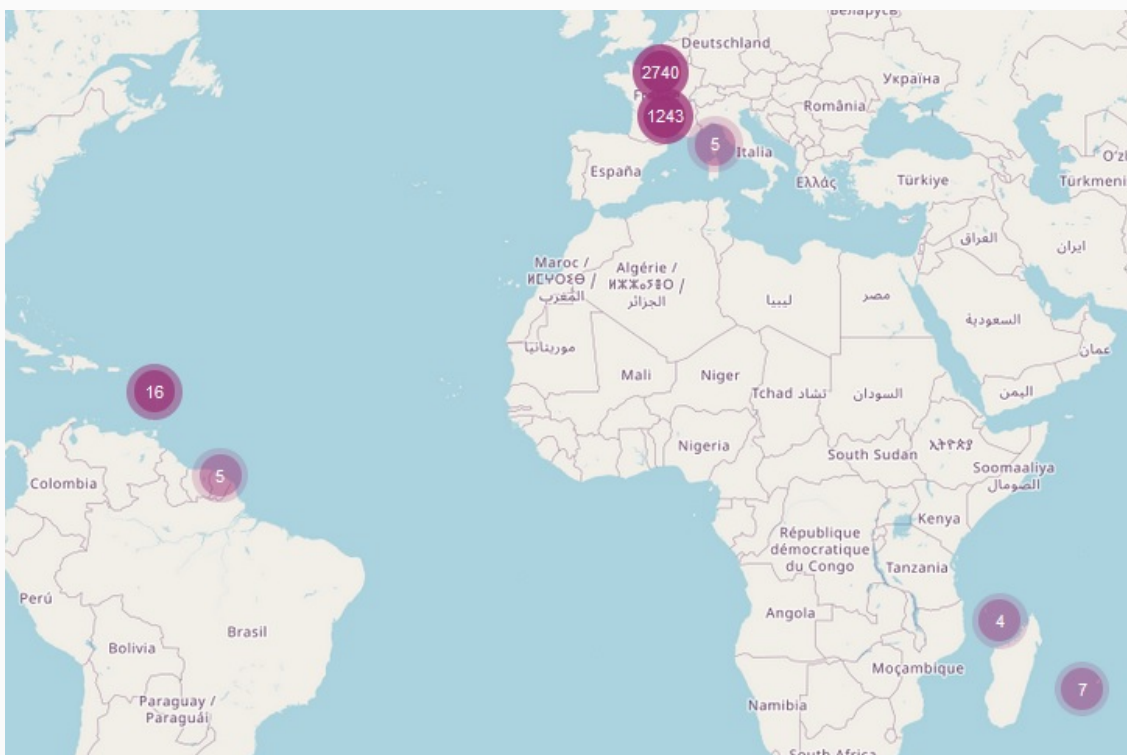 Беларусь
Deutschland
2740
Україна
1243
România
5
Italia
España
Ελλάς
Türkiye
Türkmeni
العراق
ايران
Maroc /
ⵍⵎⵖⵔⵉⴱ /
المغرب
Algérie /
ⵍⵣⵣⴰⵢⴻⵔ /
الجزائر
ليبيا
مصر
السعودية
عمان
موريتانيا
16
Mali
Niger
Tchad تشاد
السودان
اليمن
Nigeria
ኢትዮጵያ
South Sudan
Soomaaliya
الصومال
5
Colombia
Kenya
République
démocratique
du Congo
Tanzania
Perú
Angola
4
Brasil
Bolivia
Moçambique
7
Paraguay /
Paraguái
Namibia
South Africa